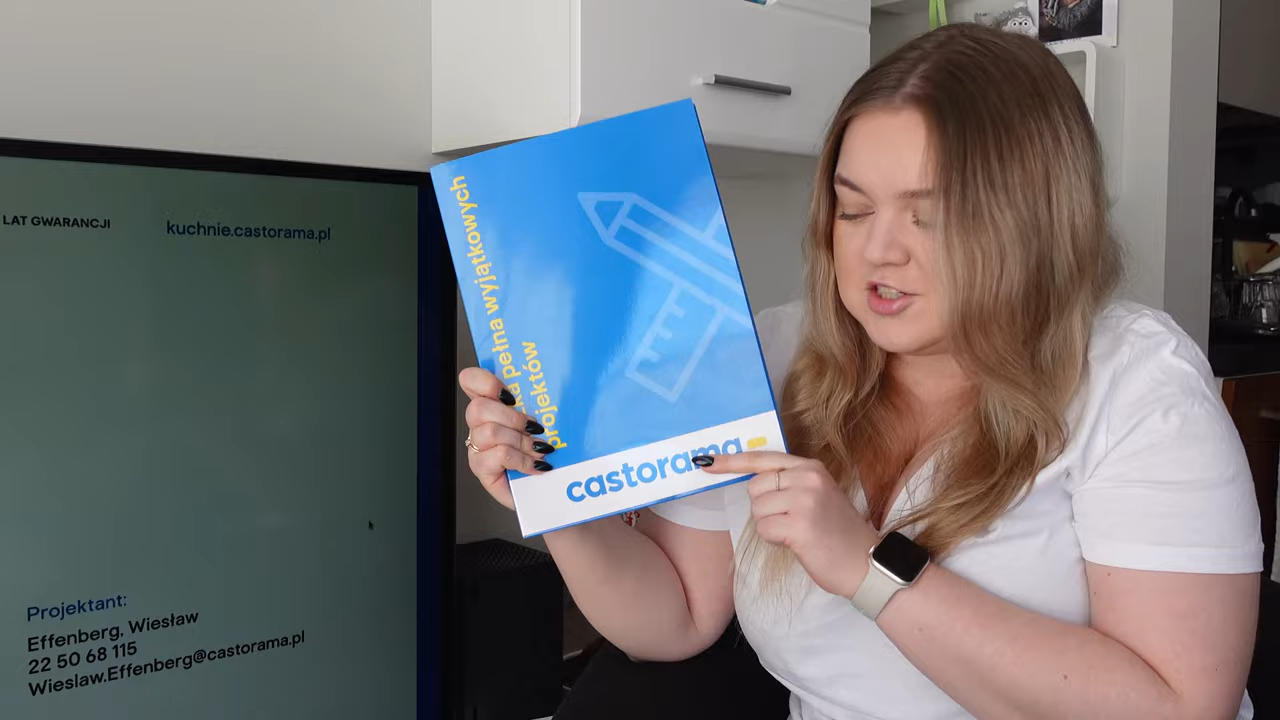 LAT GWARANCJI
kuchnie.castorama.pl
Projektant:
Effenberg, Wiesław
22 50 68 115
Wieslaw.Effenberg@castorama.pl
pełna wyjątkowych
projektów
castorama